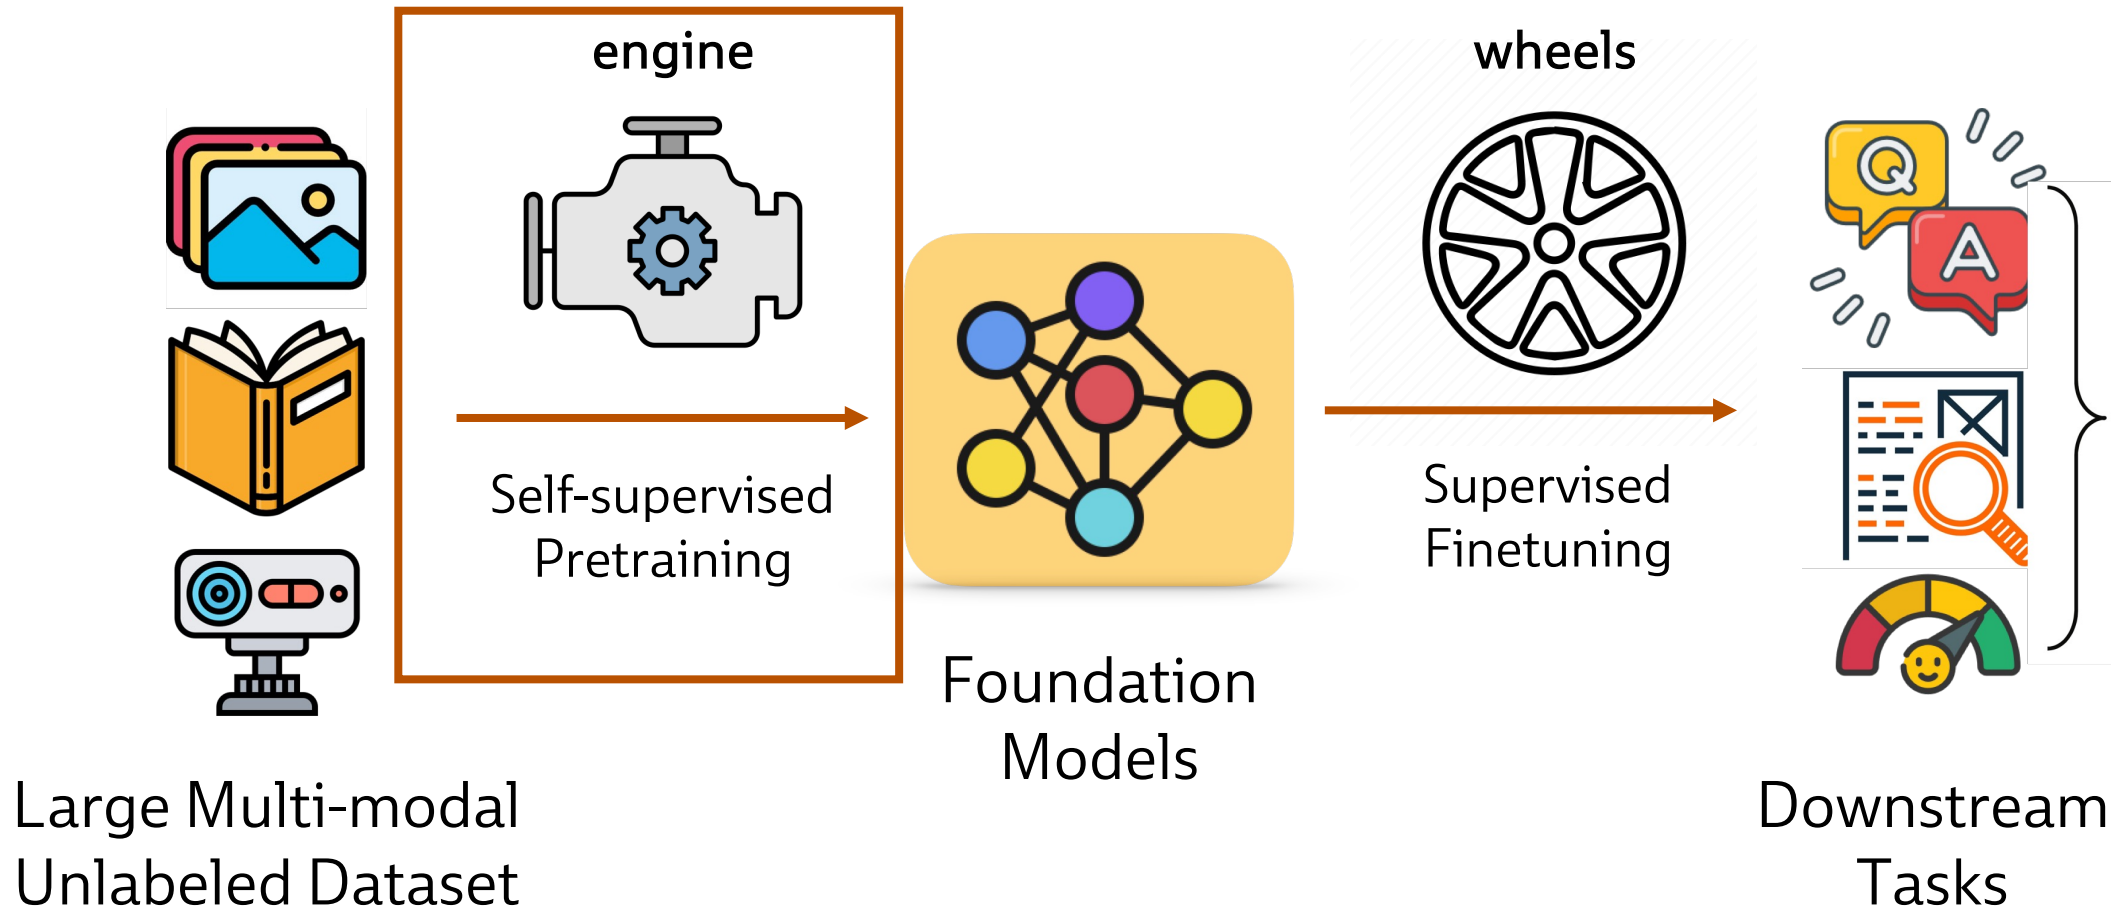 engine
wheels
Q
A
Self-supervised
Pretraining
Supervised
Finetuning
Foundation
Models
Large Multi-modal
Unlabeled Dataset
Downstream
Tasks